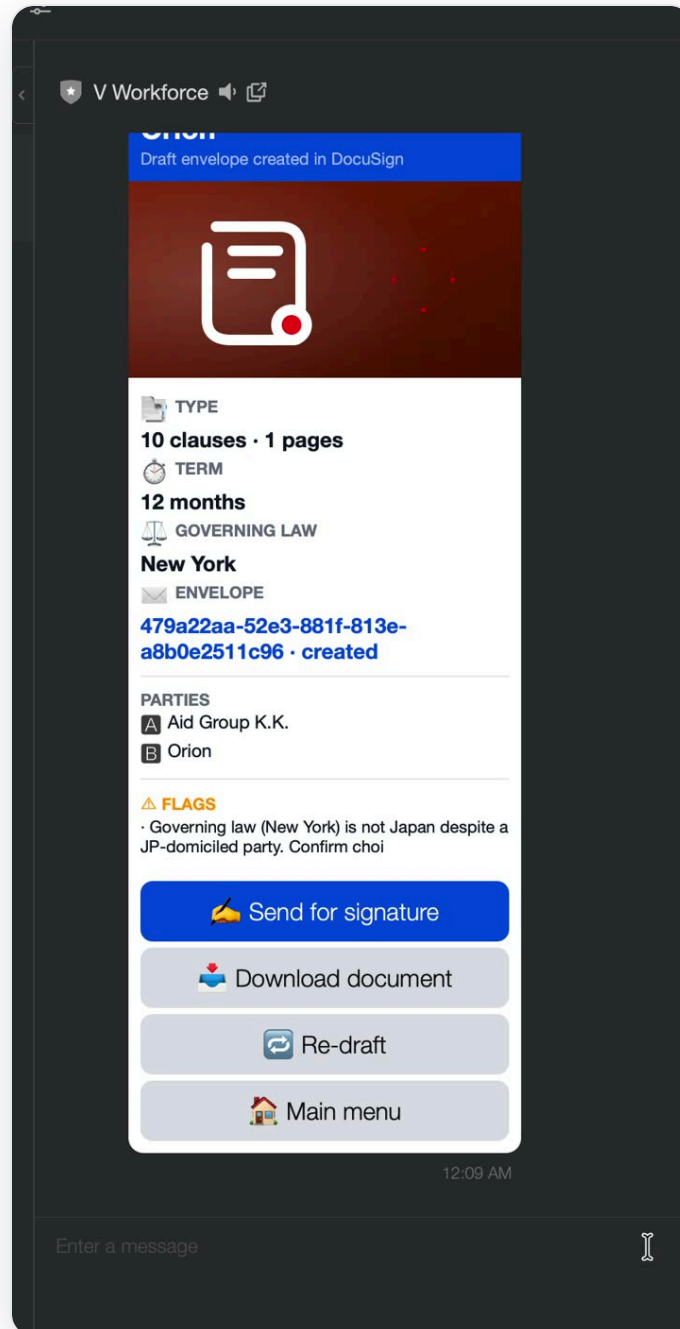 V Workforce
Orion
Draft envelope created in DocuSign
TYPE
10 clauses · 1 pages
TERM
12 months
GOVERNING LAW
New York
ENVELOPE
479a22aa-52e3-881f-813e-
a8b0e2511c96 · created
PARTIES
A Aid Group K.K.
B Orion
⚠ FLAGS
· Governing law (New York) is not Japan despite a
JP-domiciled party. Confirm choi
✍️ Send for signature
📥 Download document
🔁 Re-draft
🏠 Main menu
12:09 AM
Enter a message